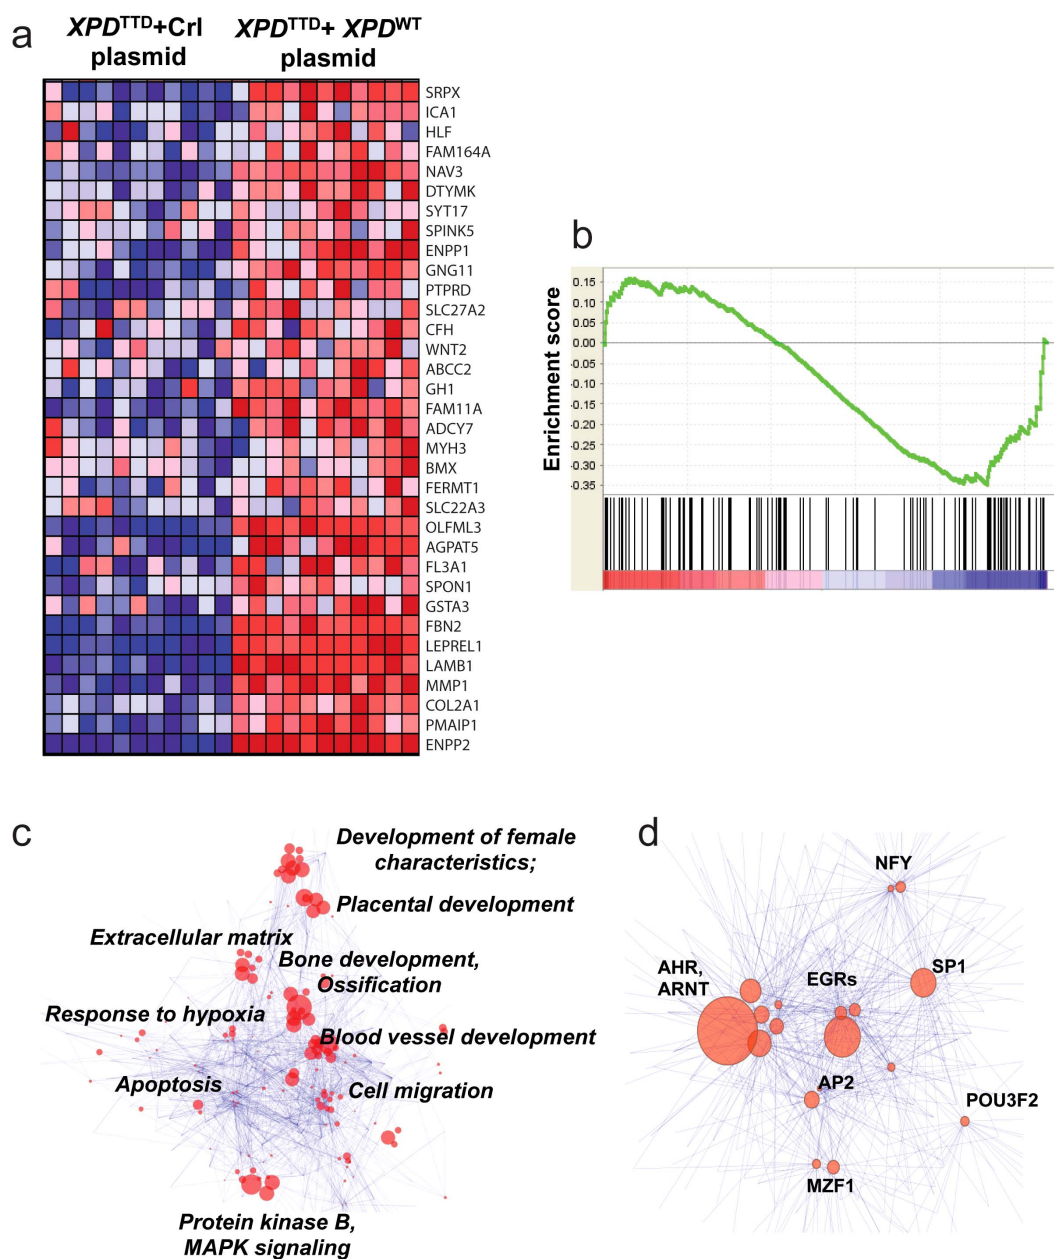 a
XPDTTD+Crl
plasmid
XPDTTD+ XPDWT
plasmid
SRPX
ICA1
HLF
FAM164A
NAV3
DTYMK
SYT17
SPINK5
ENPP1
GNG11
PTPRD
SLC27A2
CFH
WNT2
ABCC2
GH1
FAM11A
ADCY7
MYH3
BMX
FERMT1
SLC22A3
OLFML3
AGPAT5
FL3A1
SPON1
GSTA3
FBN2
LEPREL1
LAMB1
MMP1
COL2A1
PMAIP1
ENPP2
b
Enrichment score
0.15
0.10
0.05
0.00
-0.05
-0.10
-0.15
-0.20
-0.25
-0.30
-0.35
c
Development of female
characteristics;
Placental development
Extracellular matrix
Bone development,
Ossification
Response to hypoxia
Blood vessel development
Apoptosis
Cell migration
Protein kinase B,
MAPK signaling
d
NFY
AHR,
ARNT
EGRs
SP1
AP2
POU3F2
MZF1